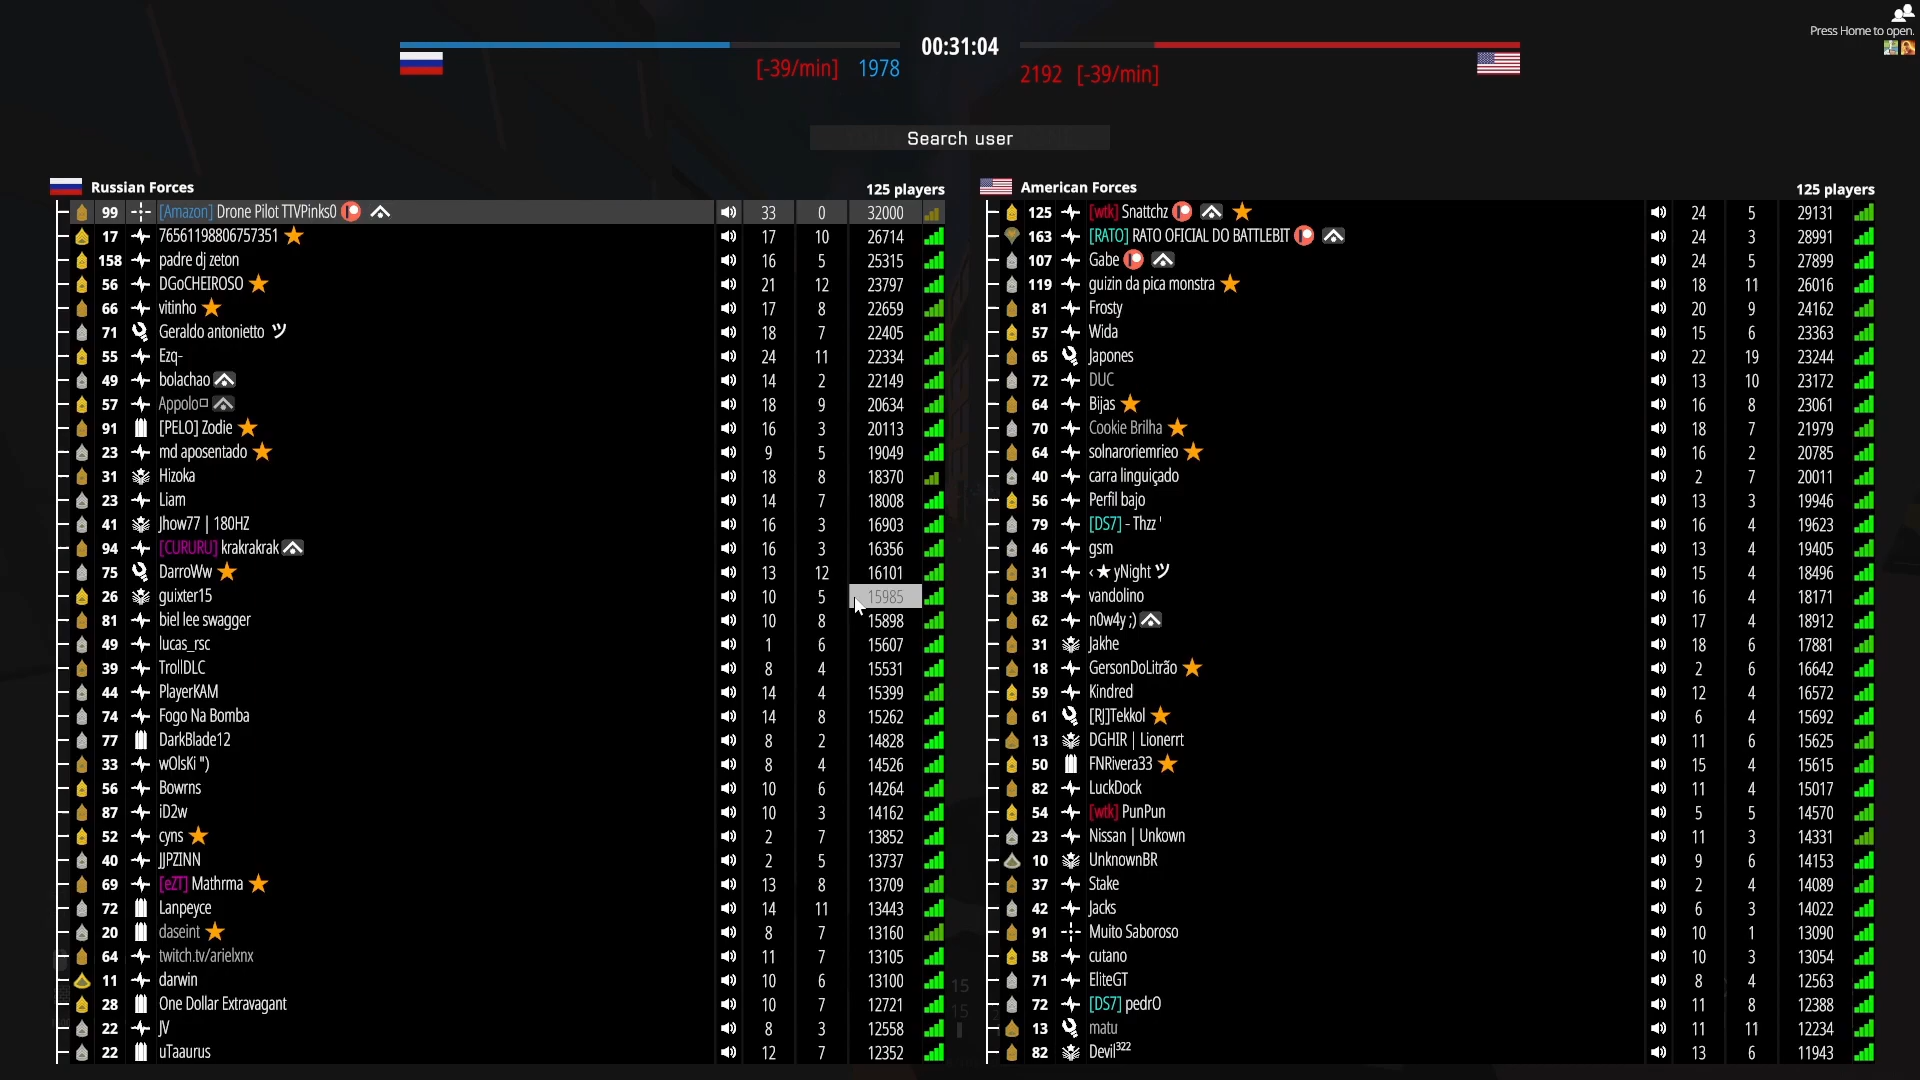 Press Home to open.
00:31:04
[-39/min] 1978
2192 [-39/min]
Search user
Russian Forces 125 players
99 [Amazon] Drone Pilot TTVPinks0 33 0 32000
17 76561198806757351 17 10 26714
158 padre dj zeton 16 5 25315
56 DGoCHEIROSO 21 12 23797
66 vitinho 17 8 22659
71 Geraldo antonietto ツ 18 7 22405
55 Ezq- 24 11 22334
49 bolachao 14 2 22149
57 Appolo□ 18 9 20634
91 [PELO] Zodie 16 3 20113
23 md aposentado 9 5 19049
31 Hizoka 18 8 18370
23 Liam 14 7 18008
41 Jhow77 | 180HZ 16 3 16903
94 [CURURU] krakrakrak 16 3 16356
75 DarroWw 13 12 16101
26 guixter15 10 5 15985
81 biel lee swagger 10 8 15898
49 lucas_rsc 1 6 15607
39 TrollDLC 8 4 15531
44 PlayerKAM 14 4 15399
74 Fogo Na Bomba 14 8 15262
77 DarkBlade12 8 2 14828
33 wOlsKi ") 8 4 14526
56 Bowrns 10 6 14264
87 iD2w 10 3 14162
52 cyns 2 7 13852
40 JJPZINN 2 5 13737
69 [eZT] Mathrma 13 8 13709
72 Lanpeyce 14 11 13443
20 daseint 8 7 13160
64 twitch.tv/arielxnx 11 7 13105
11 darwin 10 6 13100
28 One Dollar Extravagant 10 7 12721
22 JV 8 3 12558
22 uTaaurus 12 7 12352
American Forces 125 players
125 [wtk] Snattchz 24 5 29131
163 [RATO] RATO OFICIAL DO BATTLEBIT 24 3 28991
107 Gabe 24 5 27899
119 guizin da pica monstra 18 11 26016
81 Frosty 20 9 24162
57 Wida 15 6 23363
65 Japones 22 19 23244
72 DUC 13 10 23172
64 Bijas 16 8 23061
70 Cookie Brilha 18 7 21979
64 solnaroriemrieo 16 2 20785
40 carra linguiçado 2 7 20011
56 Perfil bajo 13 3 19946
79 [DS7] - Thzz ' 16 4 19623
46 gsm 13 4 19405
31 ‹ ★ yNight ツ 15 4 18496
38 vandolino 16 4 18171
62 n0w4y ;) 17 4 18912
31 Jakhe 18 6 17881
18 GersonDoLitrão 2 6 16642
59 Kindred 12 4 16572
61 [RJ]Tekkol 6 4 15692
13 DGHIR | Lionerrt 11 6 15625
50 FNRivera33 15 4 15615
82 LuckDock 11 4 15017
54 [wtk] PunPun 5 5 14570
23 Nissan | Unkown 11 3 14331
10 UnknownBR 9 6 14153
37 Stake 2 4 14089
42 Jacks 6 3 14022
91 Muito Saboroso 10 1 13090
58 cutano 10 3 13054
71 EliteGT 8 4 12563
72 [DS7] pedrO 11 8 12388
13 matu 11 11 12234
82 Devil³²² 13 6 11943